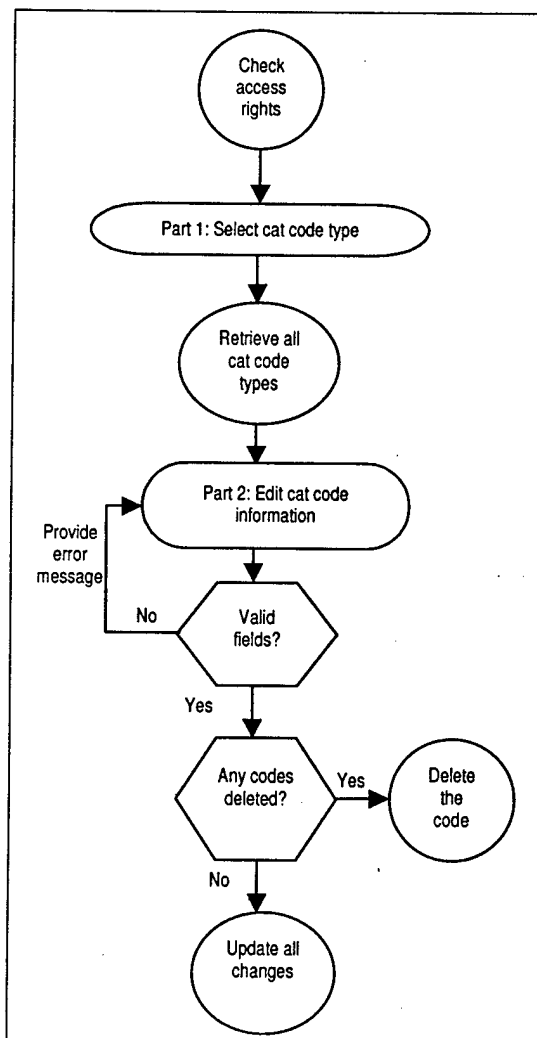 Check
access
rights
Part 1: Select cat code type
Retrieve all
cat code
types
Part 2: Edit cat code
information
Provide
error
message
No
Valid
fields?
Yes
Any codes
deleted?
Yes
Delete
the
code
No
Update all
changes